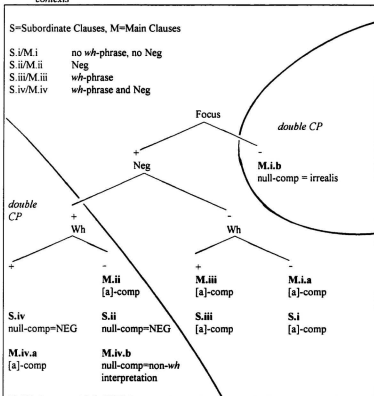 contexts
S=Subordinate Clauses, M=Main Clauses
S.i/M.i no wh-phrase, no Neg
S.ii/M.ii Neg
S.iii/M.iii wh-phrase
S.iv/M.iv wh-phrase and Neg
Focus
double CP
+ -
Neg M.i.b
null-comp = irrealis
double
CP
+ -
Wh Wh
+ - + -
M.ii M.iii M.i.a
[a]-comp [a]-comp [a]-comp
S.iv S.ii S.iii S.i
null-comp=NEG null-comp=NEG [a]-comp [a]-comp
M.iv.a M.iv.b
[a]-comp null-comp=non-wh
interpretation